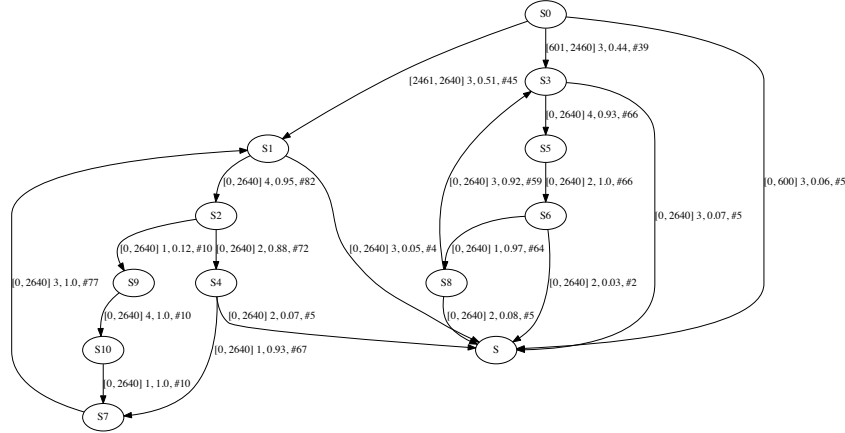 S0
[601, 2460] 3, 0.44, #39
[2461, 2640] 3, 0.51, #45
S3
[0, 2640] 4, 0.93, #66
S1
S5
[0, 2640] 4, 0.95, #82
[0, 2640] 3, 0.92, #59
[0, 2640] 2, 1.0, #66
[0, 600] 3, 0.06, #5
S2
S6
[0, 2640] 3, 0.07, #5
[0, 2640] 1, 0.12, #10
[0, 2640] 2, 0.88, #72
[0, 2640] 3, 0.05, #4
[0, 2640] 1, 0.97, #64
[0, 2640] 3, 1.0, #77
S9
S4
S8
[0, 2640] 2, 0.03, #2
[0, 2640] 4, 1.0, #10
[0, 2640] 2, 0.07, #5
[0, 2640] 2, 0.08, #5
S10
[0, 2640] 1, 0.93, #67
S
[0, 2640] 1, 1.0, #10
S7